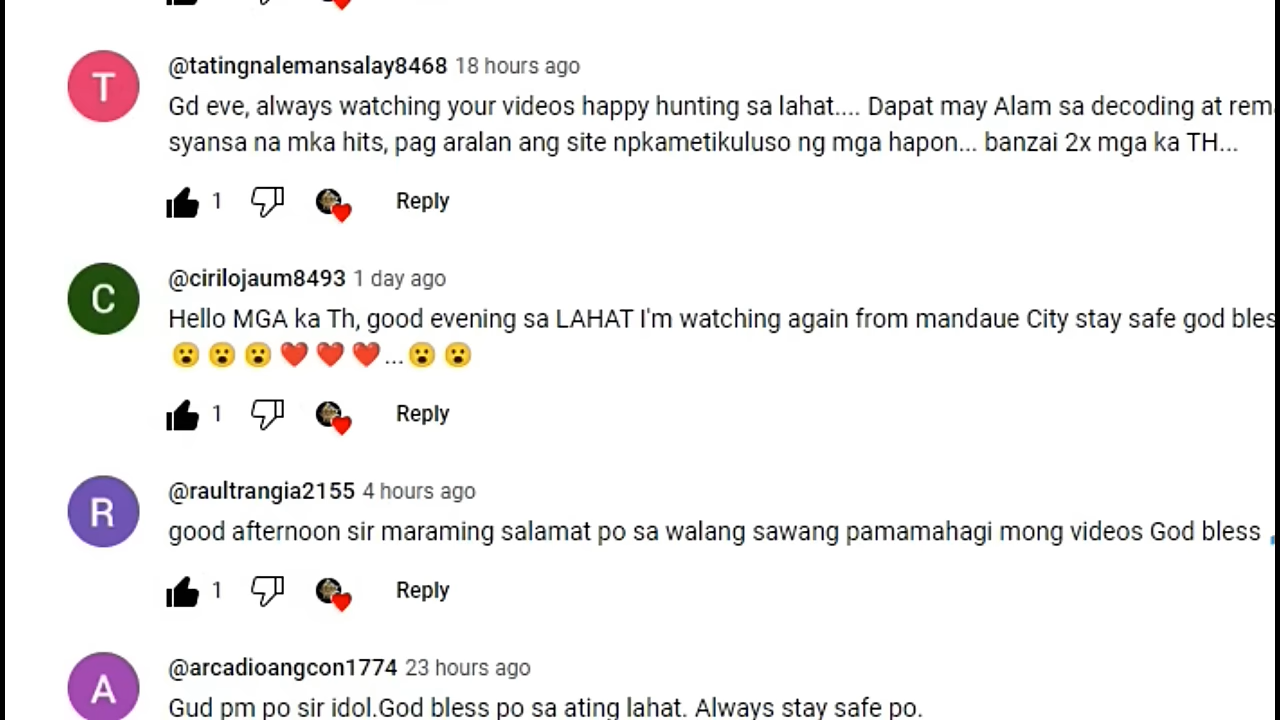 T
@tatingnalemansalay8468 18 hours ago
Gd eve, always watching your videos happy hunting sa lahat.... Dapat may Alam sa decoding at rem
syansa na mka hits, pag aralan ang site npkametikuluso ng mga hapon... banzai 2x mga ka TH...
1 Reply
C
@cirilojaum8493 1 day ago
Hello MGA ka Th, good evening sa LAHAT I'm watching again from mandaue City stay safe god bles
😮😮😮❤️❤️❤️...😮😮
1 Reply
R
@raultrangia2155 4 hours ago
good afternoon sir maraming salamat po sa walang sawang pamamahagi mong videos God bless
1 Reply
A
@arcadioangcon1774 23 hours ago
Gud pm po sir idol.God bless po sa ating lahat. Always stay safe po.